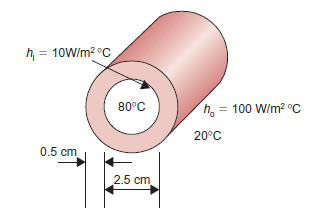 hᵢ = 10W/m² °C
80°C
hₒ = 100 W/m² °C
20°C
0.5 cm
2.5 cm